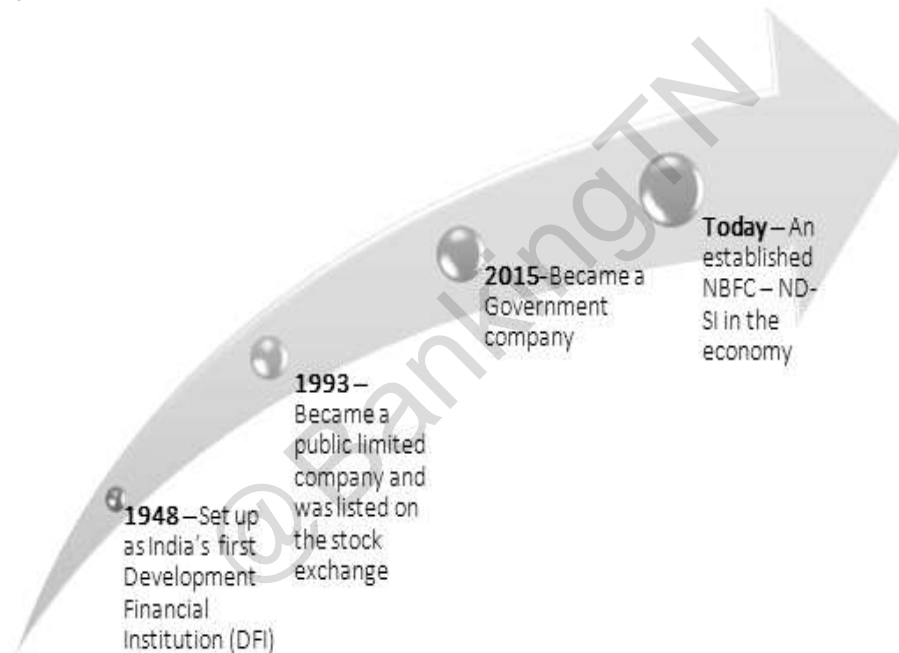 1948 – Set up
as India's first
Development
Financial
Institution (DFI)
1993 –
Became a
public limited
company and
was listed on
the stock
exchange
2015-Became a
Government
company
Today – An
established
NBFC – ND-
SI in the
economy
@BankingTN